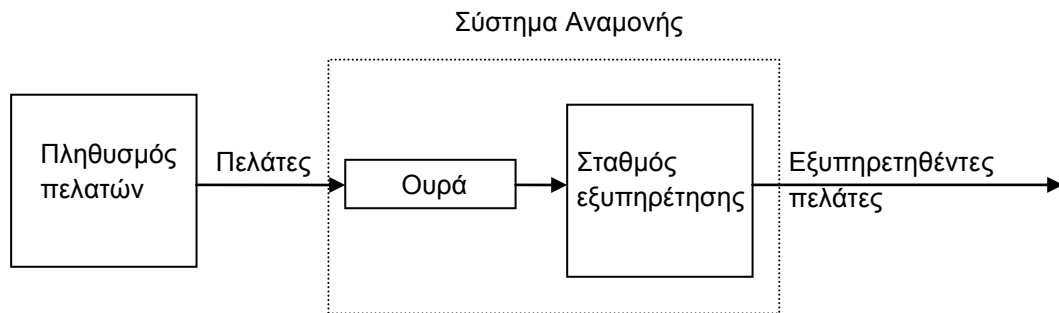 Σύστημα Αναμονής
Πληθυσμός
πελατών
Πελάτες
Ουρά
Σταθμός
εξυπηρέτησης
Εξυπηρετηθέντες
πελάτες